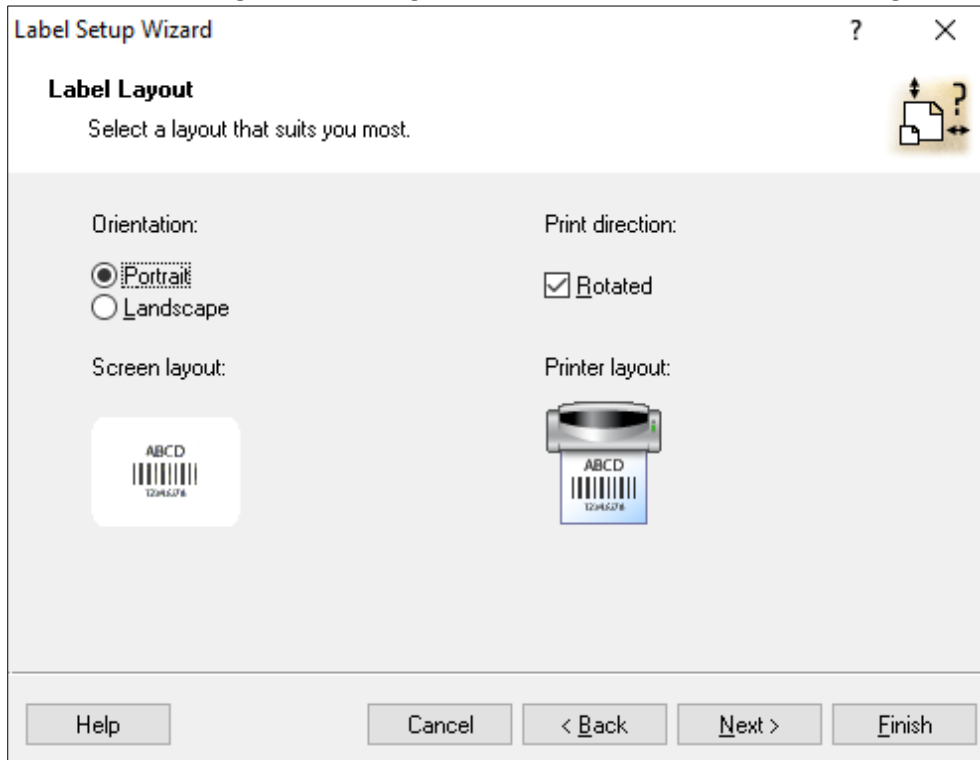 Label Setup Wizard
?
Label Layout
Select a layout that suits you most.
?
Orientation:
Print direction:
Portrait
Rotated
Landscape
Screen layout:
Printer layout:
ABCD
ABCD
Help
Cancel
< Back
Next >
Finish